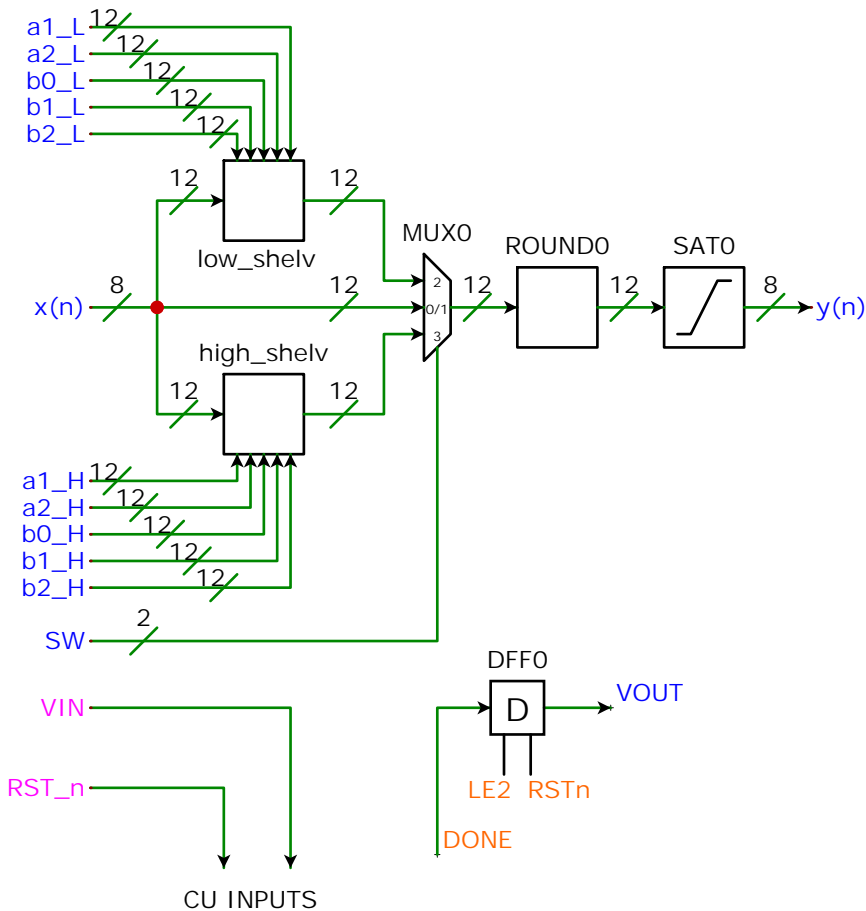 a1_L 12
a2_L 12
b0_L 12
b1_L 12
b2_L 12
12 12
low_shelv
MUX0 ROUND0 SAT0
x(n) 8 12 2 0/1 3 12 12 8 y(n)
high_shelv
12 12
a1_H 12
a2_H 12
b0_H 12
b1_H 12
b2_H 12
SW 2
DFF0
VIN D VOUT
RST_n LE2 RSTn
DONE
CU INPUTS